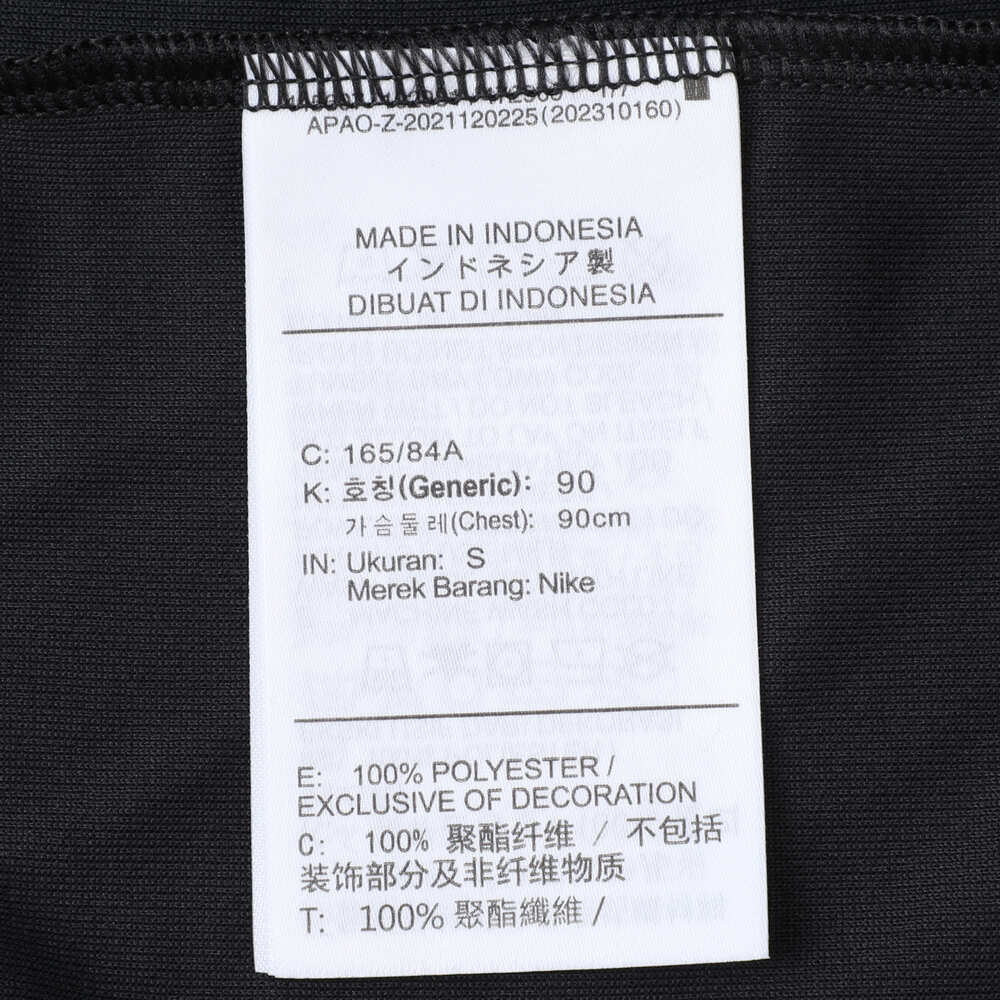 APAO-Z-2021120225(202310160)
MADE IN INDONESIA
インドネシア製
DIBUAT DI INDONESIA
C: 165/84A
K: 호칭(Generic): 90
가슴둘레(Chest): 90cm
IN: Ukuran: S
Merek Barang: Nike
E: 100% POLYESTER /
EXCLUSIVE OF DECORATION
C: 100% 聚酯纤维 / 不包括
装饰部分及非纤维物质
T: 100% 聚酯纖維 /